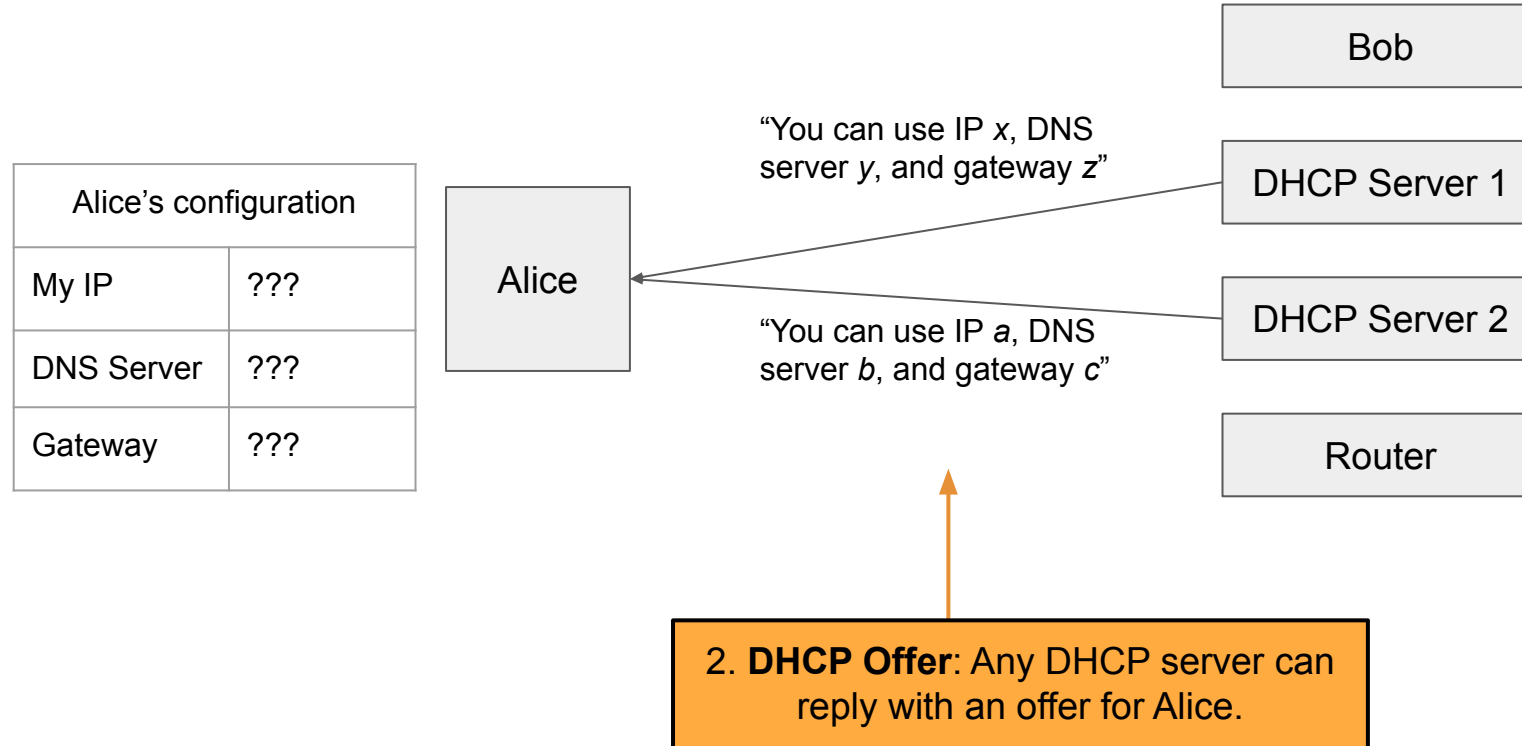 Bob
“You can use IP x, DNS
server y, and gateway z”
Alice’s configuration
DHCP Server 1
My IP
???
Alice
DNS Server
???
DHCP Server 2
“You can use IP a, DNS
server b, and gateway c”
Gateway
???
Router
2. DHCP Offer: Any DHCP server can
reply with an offer for Alice.